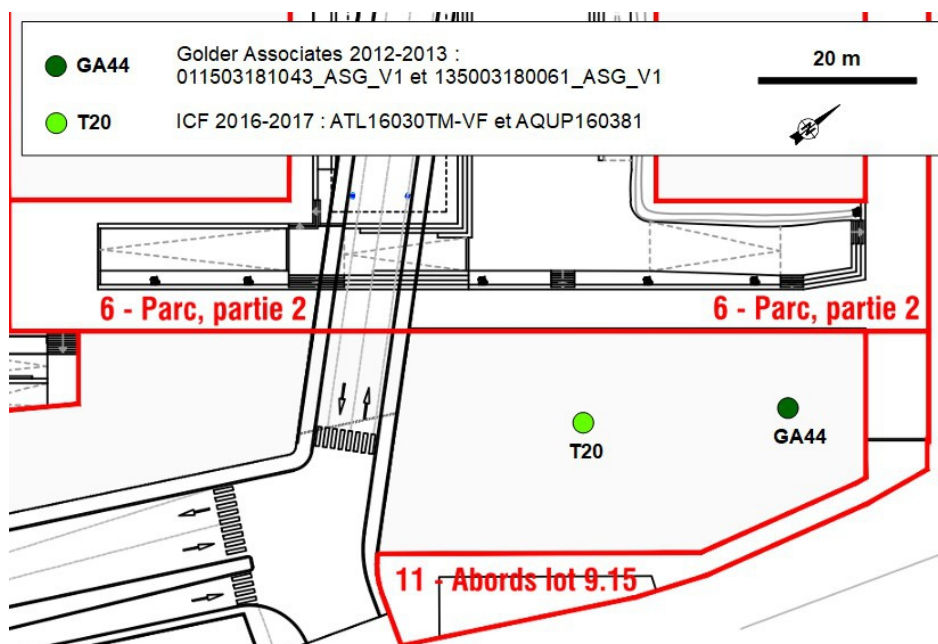 GA44
Golder Associates 2012-2013 :
011503181043_ASG_V1 et 135003180061_ASG_V1
20 m
T20
ICF 2016-2017 : ATL16030TM-VF et AQUP160381
N
6 - Parc, partie 2
6 - Parc, partie 2
T20
GA44
11 - Abords lot 9.15